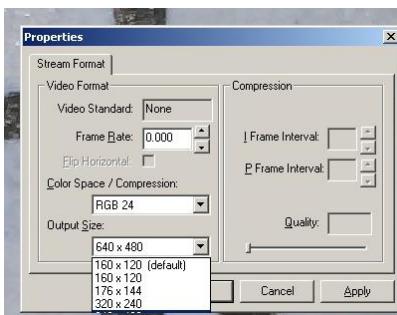 Properties
Stream Format
Video Format
Video Standard: None
Frame Rate: 0.000
Flip Horizontal:
Color Space / Compression:
RGB 24
Output Size:
640 x 480
160 x 120 (default)
160 x 120
176 x 144
320 x 240
Compression
I Frame Interval:
P Frame Interval:
Quality:
Cancel
Apply